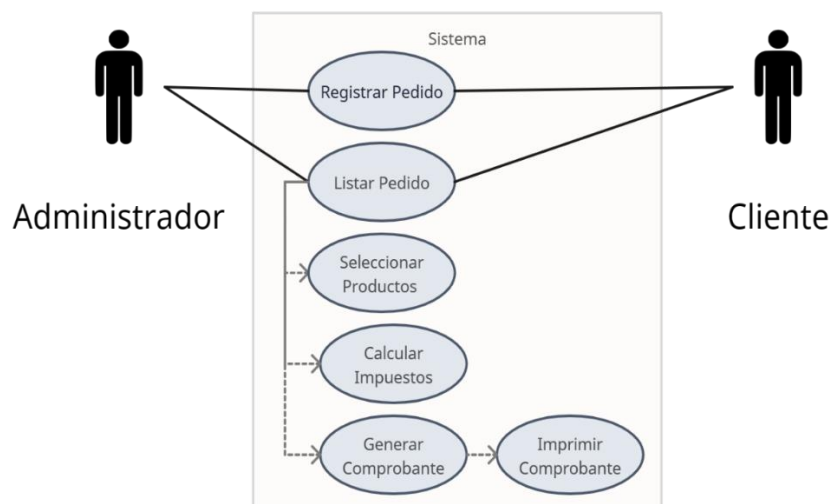 Sistema
Registrar Pedido
Listar Pedido
Administrador
Cliente
Seleccionar
Productos
Calcular
Impuestos
Generar
Comprobante
Imprimir
Comprobante